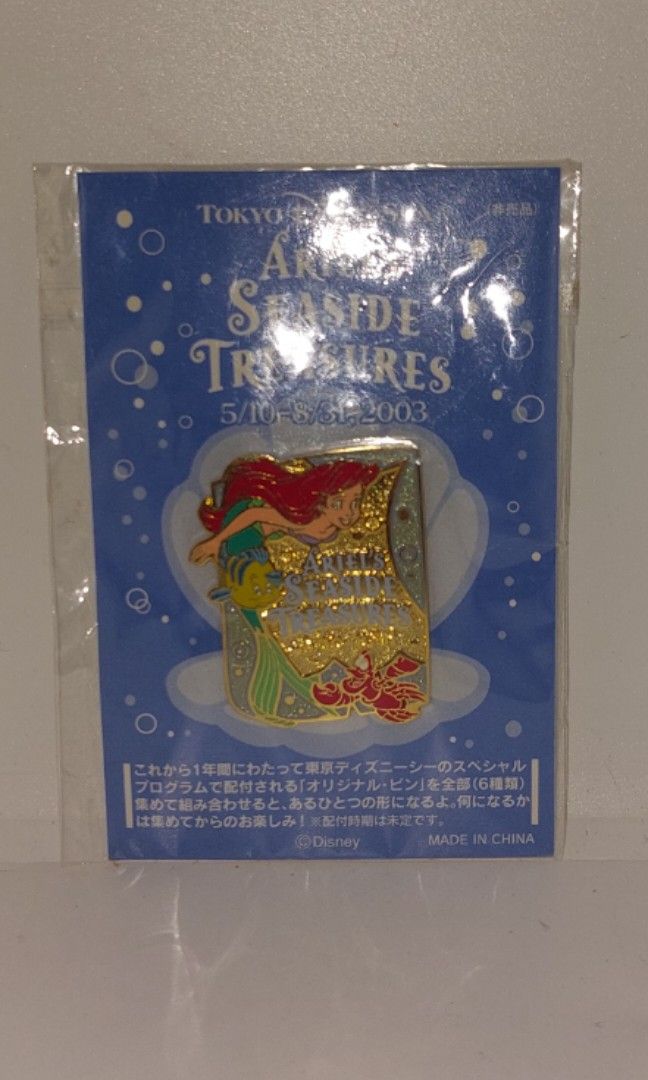 TOKYO DISNEYSEA
(非売品)
ARIEL'S
SEASIDE
TREASURES
5/10-8/31, 2003
ARIEL'S
SEASIDE
TREASURES
これから1年間にわたって東京ディズニーシーのスペシャル
プログラムで配付される「オリジナル・ピン」を全部(6種類)
集めて組み合わせると、あるひとつの形になるよ。何になるか
は集めてからのお楽しみ!※配付時期は未定です。
©Disney
MADE IN CHINA